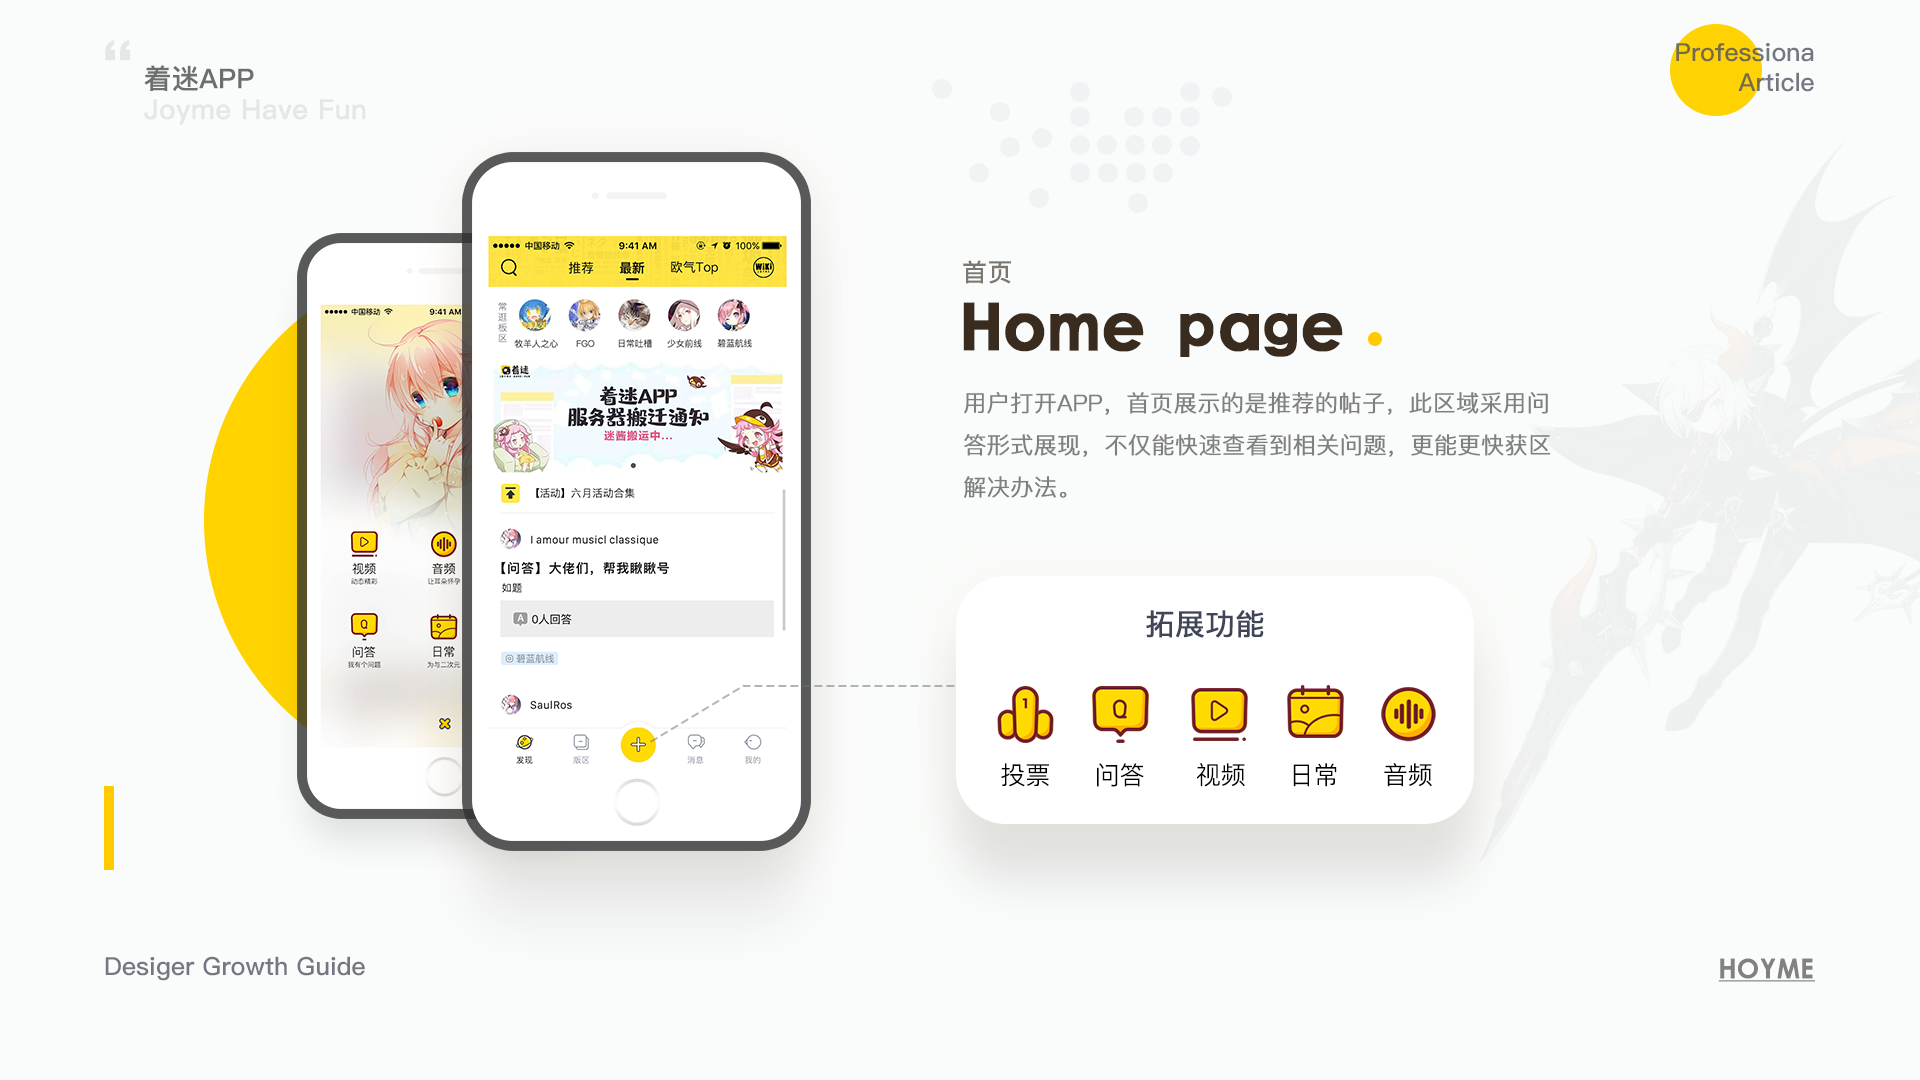 着迷APP
Joyme Have Fun
Professiona
Article
中国移动
9:41 AM
视频
动态精彩
音频
让耳朵怀孕
问答
我有个问题
日常
为与二次元
中国移动
9:41 AM
100%
推荐
最新
欧气Top
WiKi
常逛板区
牧羊人之心
FGO
日常吐槽
少女前线
碧蓝航线
着迷
JOYME HAVE FUN
着迷APP
服务器搬迁通知
迷酱搬运中...
【活动】六月活动合集
I amour musicl classique
【问答】大佬们，帮我瞅瞅号
如题
A 0人回答
碧蓝航线
SaulRos
发现
版区
消息
我的
首页
Home page
用户打开APP，首页展示的是推荐的帖子，此区域采用问
答形式展现，不仅能快速查看到相关问题，更能更快获区
解决办法。
拓展功能
1
Q
投票
问答
视频
日常
音频
Desiger Growth Guide
HOYME